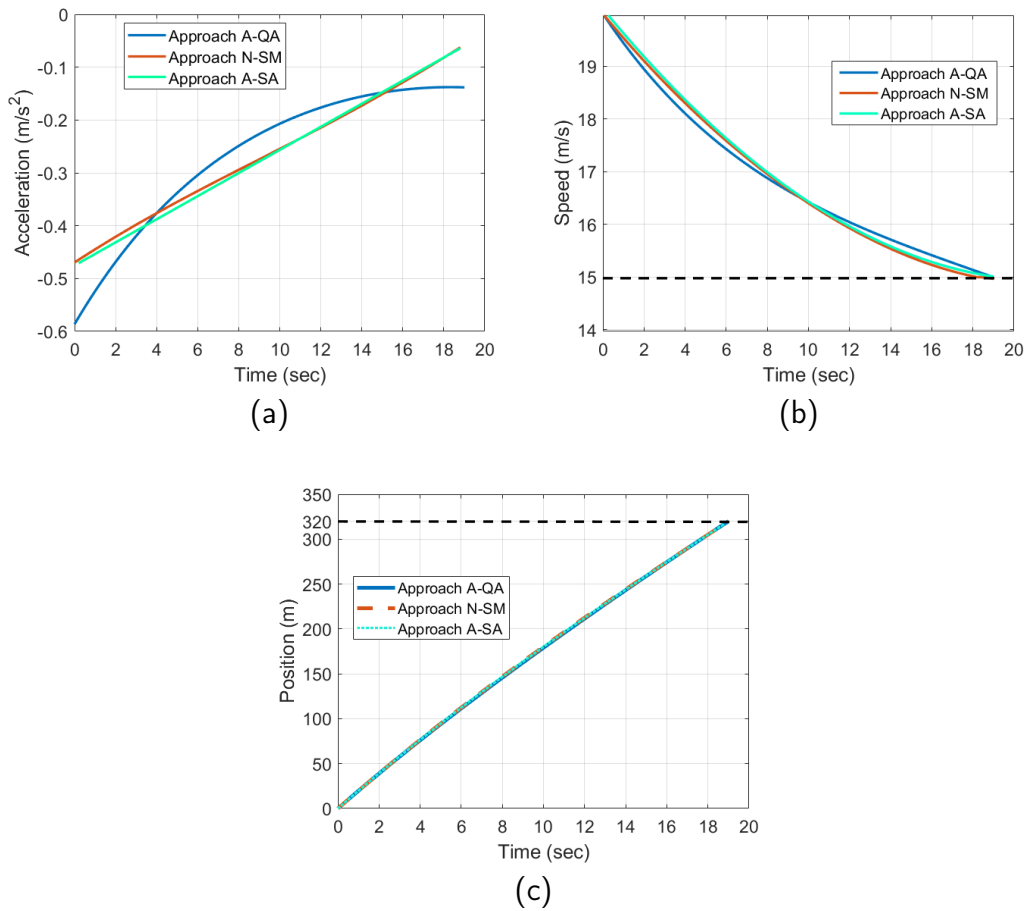 0
-0.1
-0.2
-0.3
-0.4
-0.5
-0.6
Acceleration (m/s²)
Approach A-QA
Approach N-SM
Approach A-SA
0 2 4 6 8 10 12 14 16 18 20
Time (sec)
(a)
19
18
17
16
15
14
Speed (m/s)
Approach A-QA
Approach N-SM
Approach A-SA
0 2 4 6 8 10 12 14 16 18 20
Time (sec)
(b)
350
320
300
250
200
150
100
50
0
Position (m)
Approach A-QA
Approach N-SM
Approach A-SA
0 2 4 6 8 10 12 14 16 18 20
Time (sec)
(c)